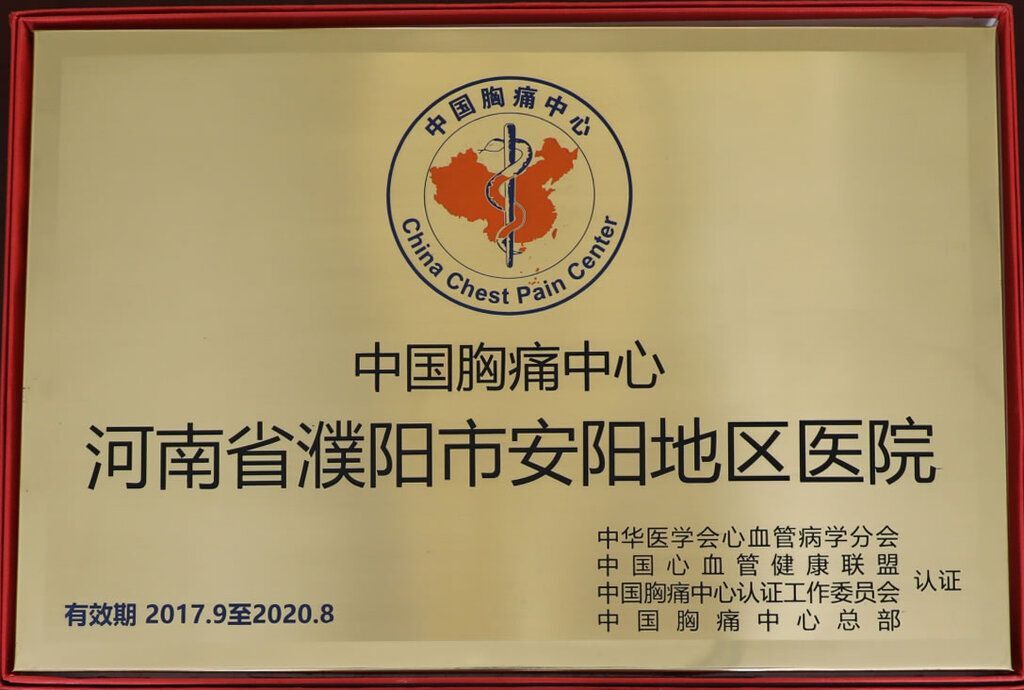 中国胸痛中心
China Chest Pain Center
中国胸痛中心
河南省濮阳市安阳地区医院
中华医学会心血管病学分会
中国心血管健康联盟
中国胸痛中心认证工作委员会
中国胸痛中心总部
认证
有效期 2017.9至2020.8